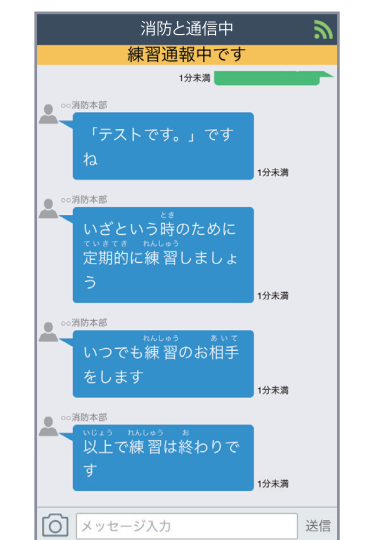 消防と通信中
練習通報中です
1分未満
○○消防本部
「テストです。」です
ね
1分未満
○○消防本部
とき
いざという時のために
ていきてき れんしゅう
定期的に練習しましょ
う
1分未満
○○消防本部
れんしゅう あいて
いつでも練習のお相手
をします
1分未満
○○消防本部
いじょう れんしゅう お
以上で練習は終わりで
す
1分未満
メッセージ入力
送信